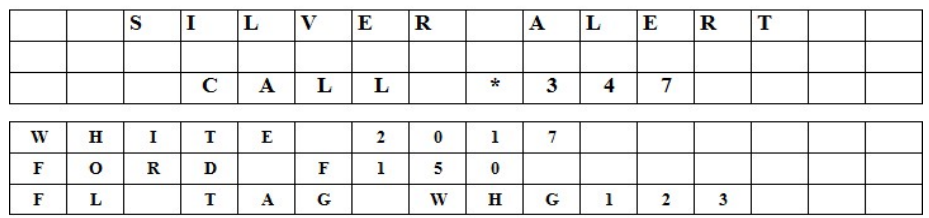 SILVER ALERT
CALL *347
WHITE 2017
FORD F150
FL TAG WHG123